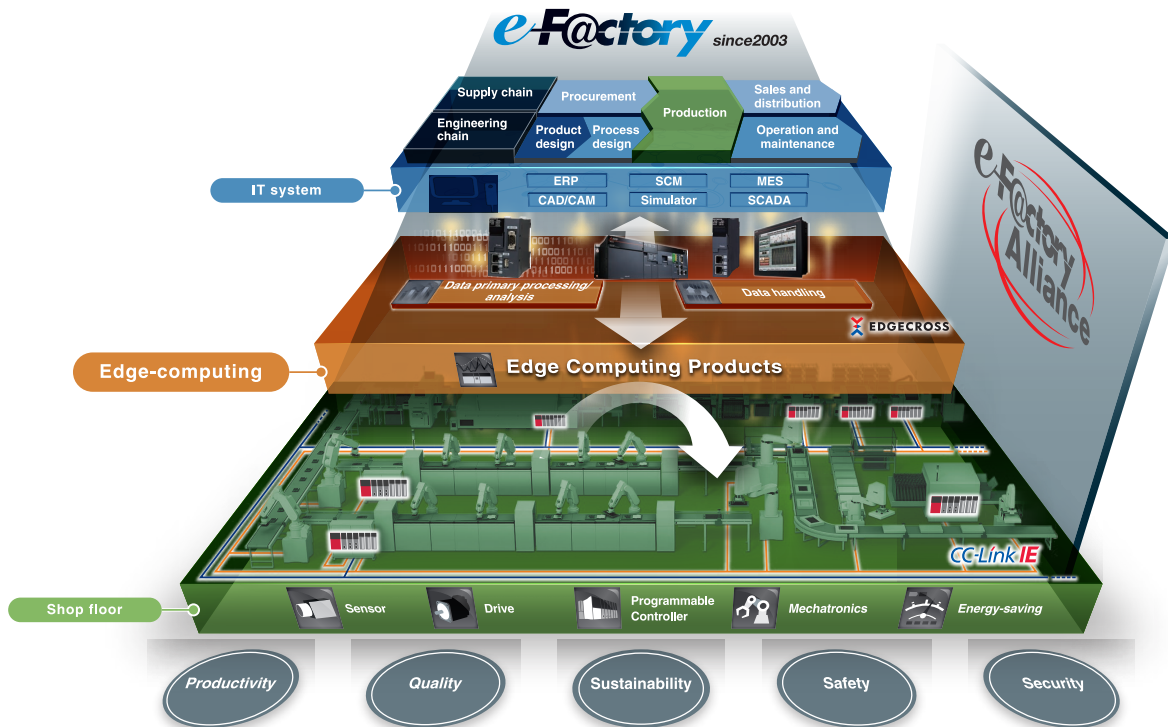 e-F@ctory since2003
Supply chain
Procurement
Production
Sales and
distribution
Engineering
chain
Product
design
Process
design
Operation and
maintenance
IT system
ERP
SCM
MES
CAD/CAM
Simulator
SCADA
Data primary processing/
analysis
Data handling
EDGECROSS
Edge-computing
Edge Computing Products
e-F@ctory
Alliance
CC-Link IE
Shop floor
Sensor
Drive
Programmable
Controller
Mechatronics
Energy-saving
Productivity
Quality
Sustainability
Safety
Security